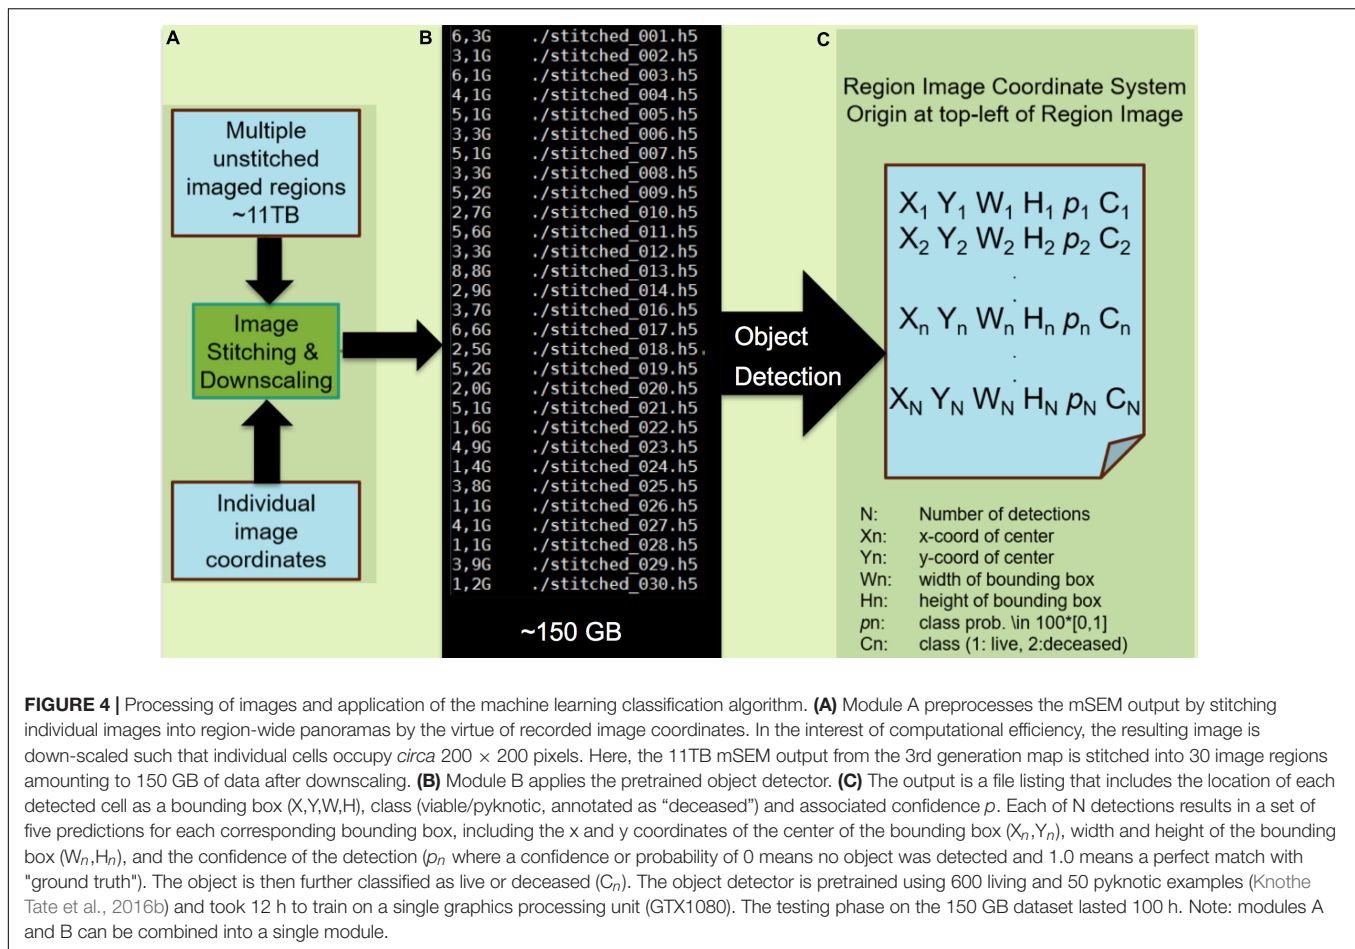 A
Multiple
unstitched
imaged regions
~11TB
Image
Stitching &
Downscaling
Individual
image
coordinates
B
6,3G ./stitched_001.h5
3,1G ./stitched_002.h5
6,1G ./stitched_003.h5
4,1G ./stitched_004.h5
5,1G ./stitched_005.h5
3,3G ./stitched_006.h5
5,1G ./stitched_007.h5
3,3G ./stitched_008.h5
5,2G ./stitched_009.h5
2,7G ./stitched_010.h5
5,6G ./stitched_011.h5
3,3G ./stitched_012.h5
8,8G ./stitched_013.h5
2,9G ./stitched_014.h5
3,7G ./stitched_016.h5
6,6G ./stitched_017.h5
2,5G ./stitched_018.h5
5,2G ./stitched_019.h5
2,0G ./stitched_020.h5
5,1G ./stitched_021.h5
1,6G ./stitched_022.h5
4,9G ./stitched_023.h5
1,4G ./stitched_024.h5
3,8G ./stitched_025.h5
1,1G ./stitched_026.h5
4,1G ./stitched_027.h5
1,1G ./stitched_028.h5
3,9G ./stitched_029.h5
1,2G ./stitched_030.h5
~150 GB
Object
Detection
C
Region Image Coordinate System
Origin at top-left of Region Image
X1 Y1 W1 H1 p1 C1
X2 Y2 W2 H2 p2 C2
.
.
Xn Yn Wn Hn pn Cn
.
.
XN YN WN HN pN CN
N: Number of detections
Xn: x-coord of center
Yn: y-coord of center
Wn: width of bounding box
Hn: height of bounding box
pn: class prob. \in 100*[0,1]
Cn: class (1: live, 2:deceased)
FIGURE 4 | Processing of images and application of the machine learning classification algorithm. (A) Module A preprocesses the mSEM output by stitching
individual images into region-wide panoramas by the virtue of recorded image coordinates. In the interest of computational efficiency, the resulting image is
down-scaled such that individual cells occupy circa 200 × 200 pixels. Here, the 11TB mSEM output from the 3rd generation map is stitched into 30 image regions
amounting to 150 GB of data after downscaling. (B) Module B applies the pretrained object detector. (C) The output is a file listing that includes the location of each
detected cell as a bounding box (X,Y,W,H), class (viable/pyknotic, annotated as “deceased”) and associated confidence p. Each of N detections results in a set of
five predictions for each corresponding bounding box, including the x and y coordinates of the center of the bounding box (Xn,Yn), width and height of the bounding
box (Wn,Hn), and the confidence of the detection (pn where a confidence or probability of 0 means no object was detected and 1.0 means a perfect match with
"ground truth"). The object is then further classified as live or deceased (Cn). The object detector is pretrained using 600 living and 50 pyknotic examples (Knothe
Tate et al., 2016b) and took 12 h to train on a single graphics processing unit (GTX1080). The testing phase on the 150 GB dataset lasted 100 h. Note: modules A
and B can be combined into a single module.